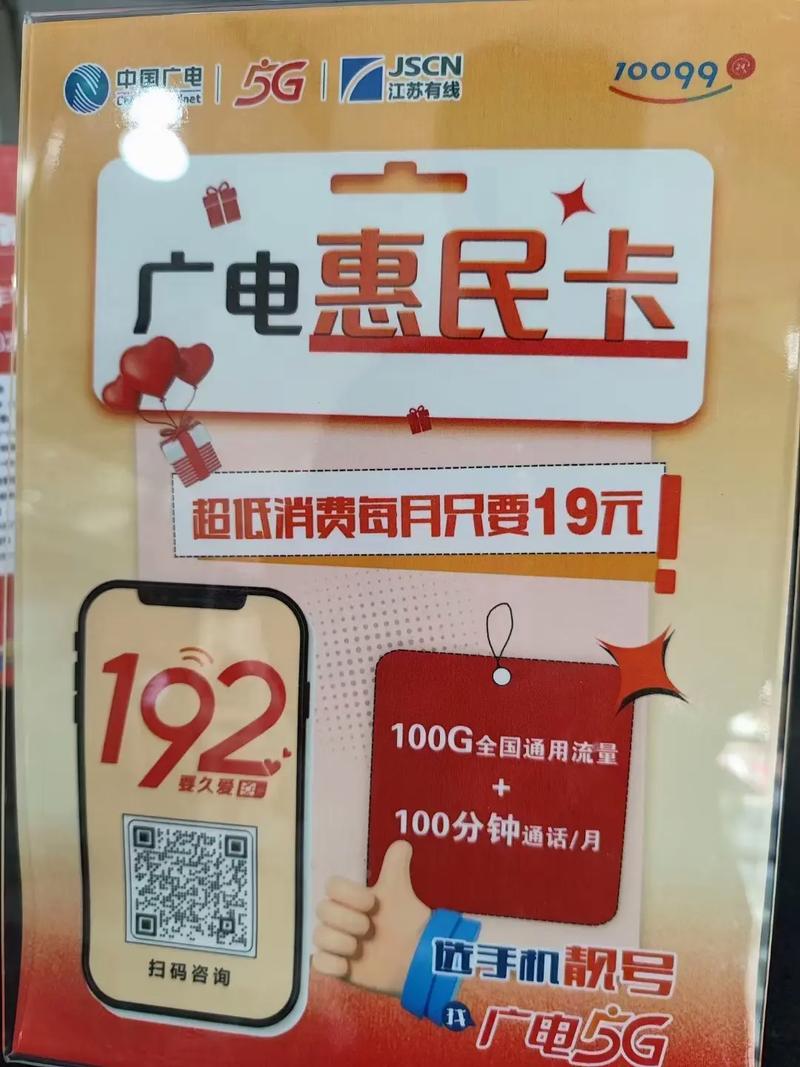 中国广电 5G JSCN 10099
江苏有线
广电惠民卡
超低消费每月只要19元!
192
要久爱
100G全国通用流量
+
100分钟通话/月
扫码咨询
选手机靓号
找广电5G